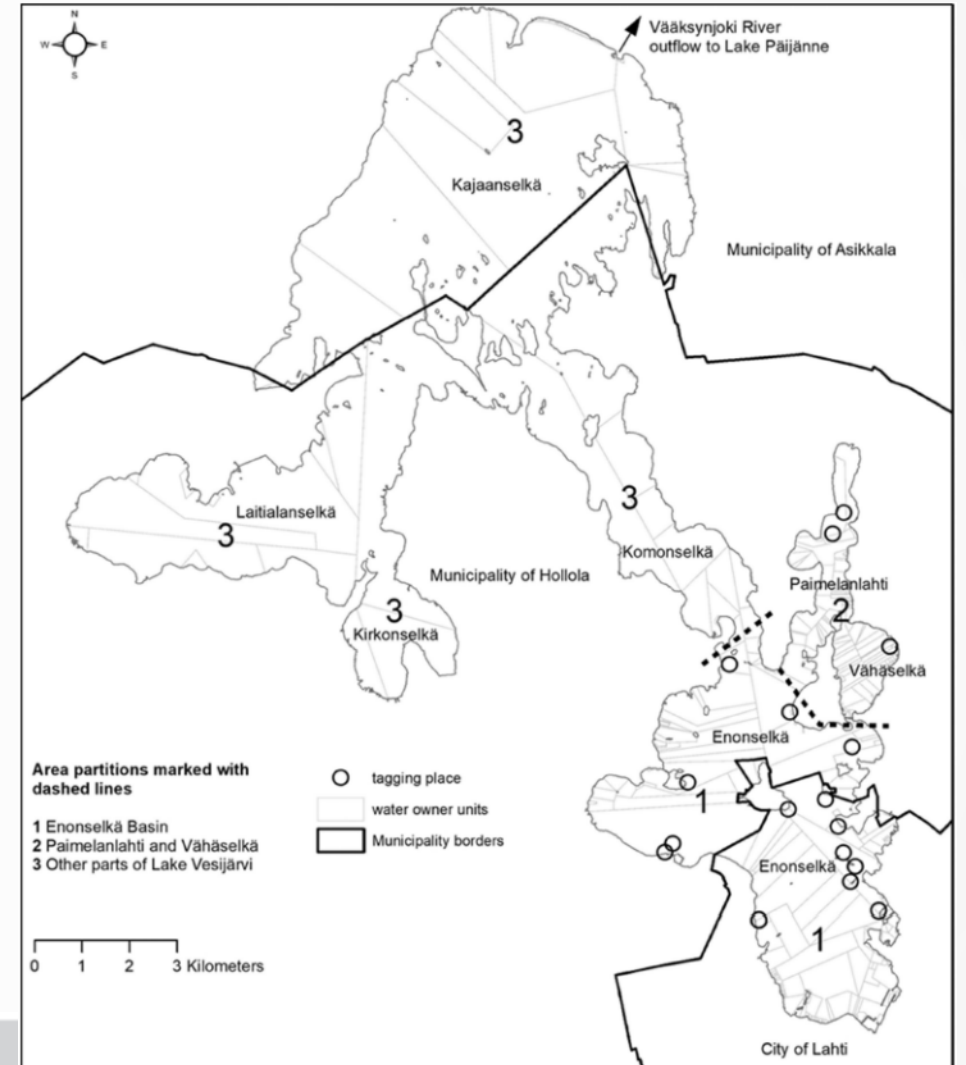 N
W
E
S
Vääksynjoki River
outflow to Lake Päijänne
3
Kajaanselkä
Municipality of Asikkala
Laitialanselkä
3
3
Komonselkä
Municipality of Hollola
Paimelanlahti
2
3
Kirkonselkä
Vähäselkä
Enonselkä
1
Area partitions marked with
dashed lines
1 Enonselkä Basin
2 Paimelanlahti and Vähäselkä
3 Other parts of Lake Vesijärvi
tagging place
water owner units
Municipality borders
Enonselkä
1
0 1 2 3 Kilometers
City of Lahti